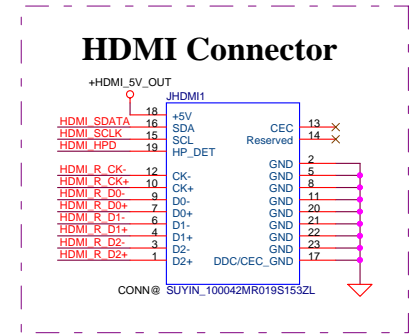 HDMI Connector
+HDMI_5V_OUT
JHDMI1
18 +5V
HDMI_SDATA 16 SDA CEC 13
HDMI_SCLK 15 SCL Reserved 14
HDMI_HPD 19 HP_DET
GND 2
HDMI_R_CK- 12 CK- GND 5
HDMI_R_CK+ 10 CK+ GND 8
HDMI_R_D0- 9 D0- GND 11
HDMI_R_D0+ 7 D0+ GND 20
HDMI_R_D1- 6 D1- GND 21
HDMI_R_D1+ 4 D1+ GND 22
HDMI_R_D2- 3 D2- GND 23
HDMI_R_D2+ 1 D2+ DDC/CEC_GND 17
CONN@ SUYIN_100042MR019S153ZL